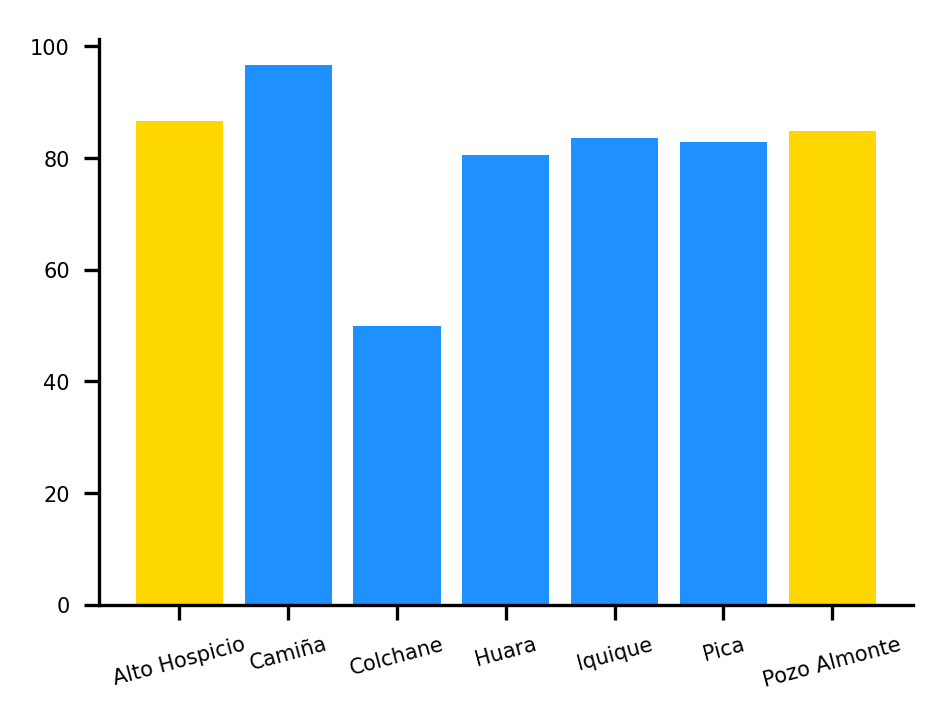 100
80
60
40
20
0
Alto Hospicio
Camiña
Colchane
Huara
Iquique
Pica
Pozo Almonte